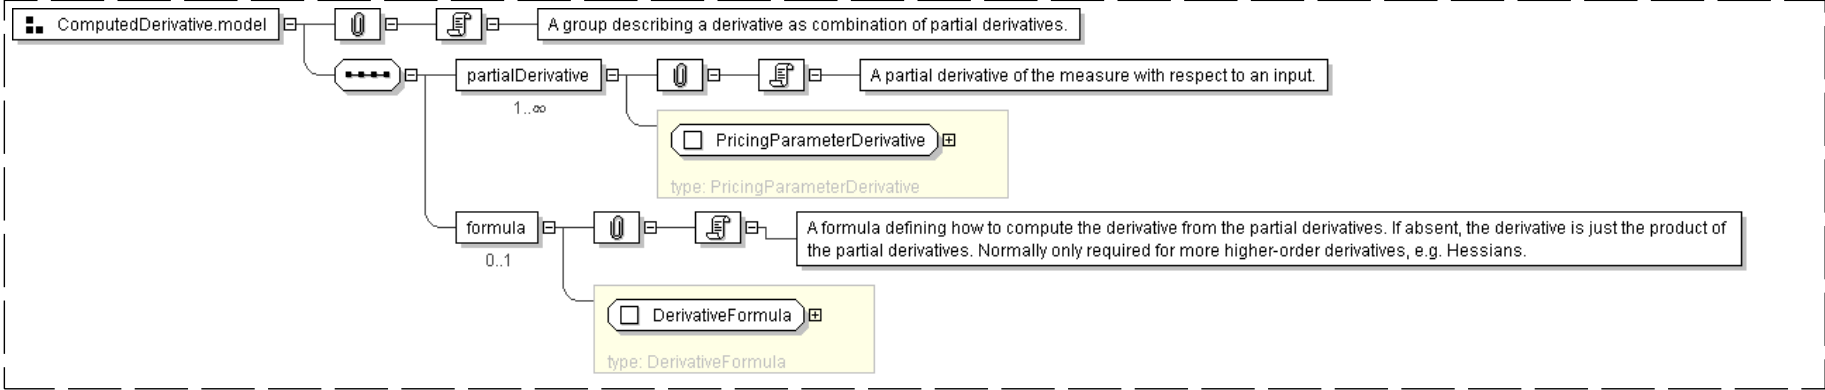 ComputedDerivative.model
A group describing a derivative as combination of partial derivatives.
partialDerivative
A partial derivative of the measure with respect to an input.
1..∞
PricingParameterDerivative
type: PricingParameterDerivative
formula
A formula defining how to compute the derivative from the partial derivatives. If absent, the derivative is just the product of
the partial derivatives. Normally only required for more higher-order derivatives, e.g. Hessians.
0..1
DerivativeFormula
type: DerivativeFormula